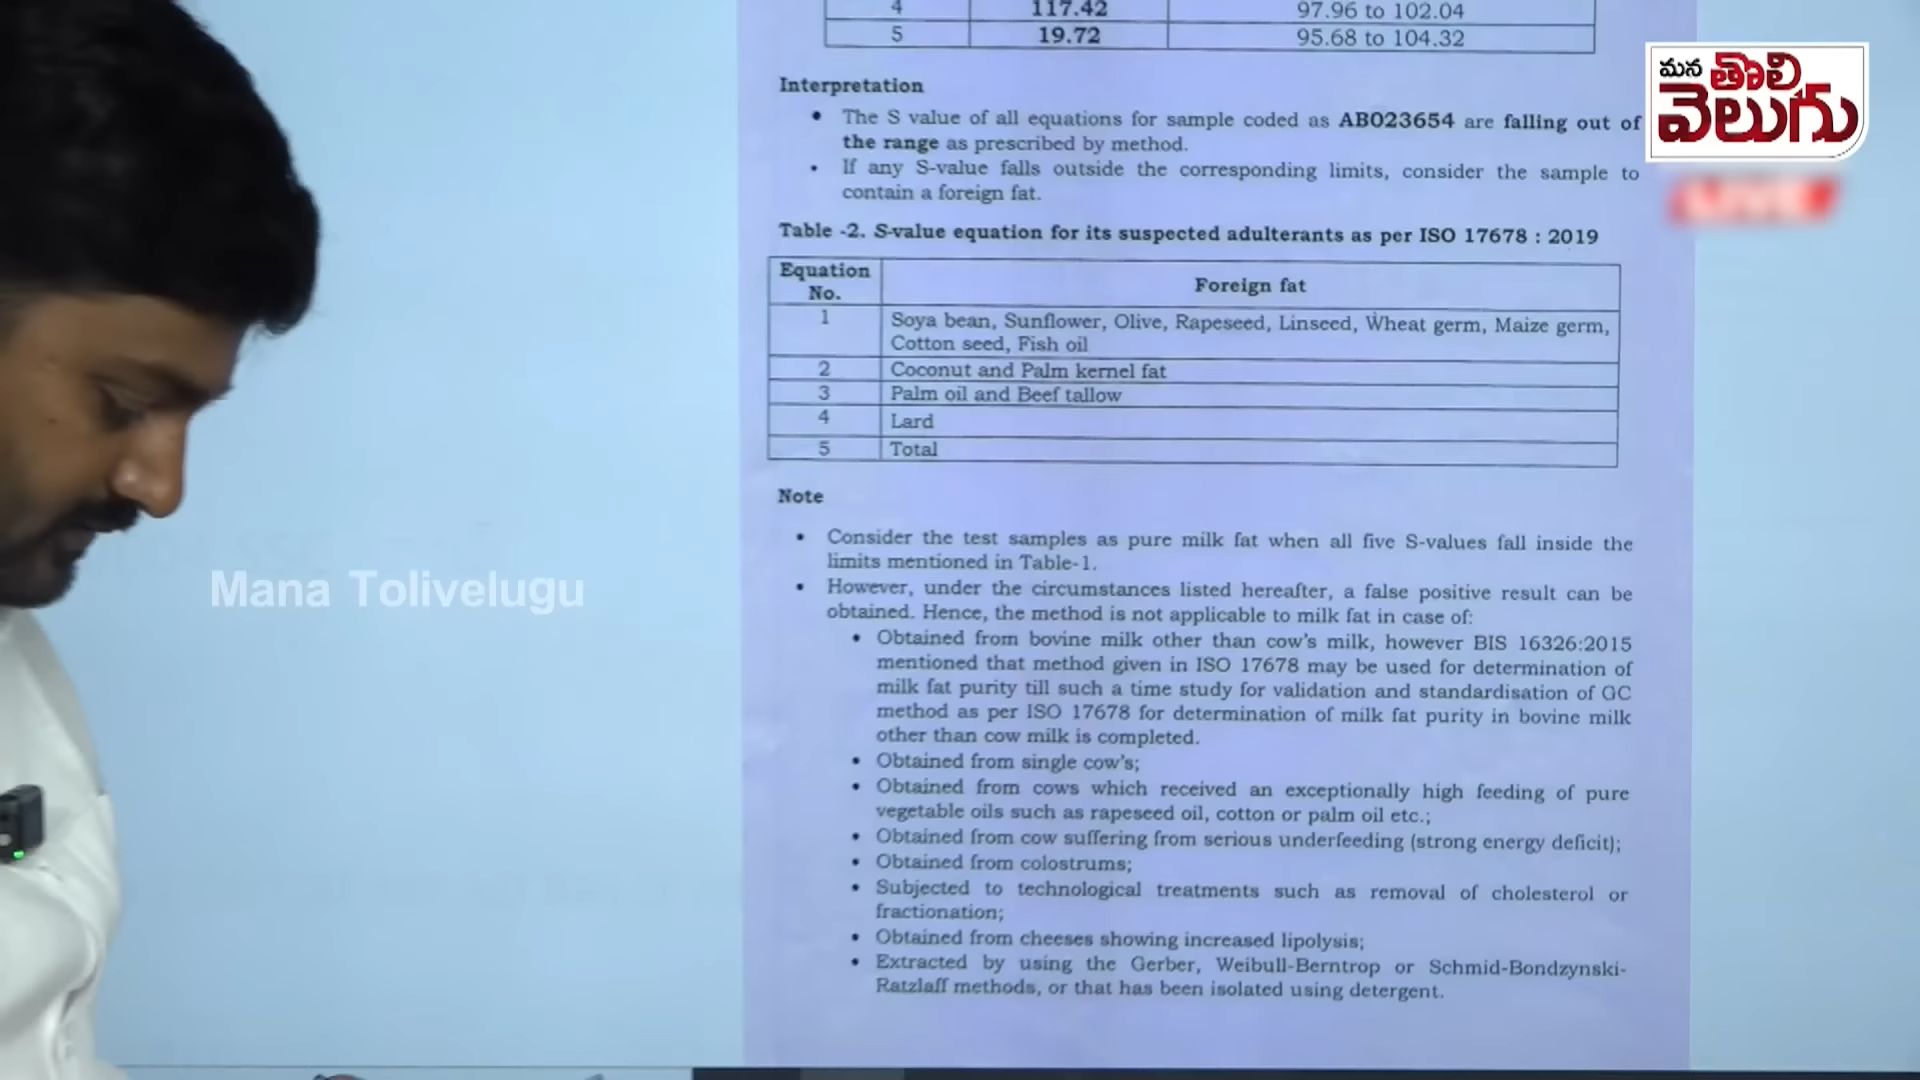 4 117.42 97.96 to 102.04
5 19.72 95.68 to 104.32
Interpretation
• The S value of all equations for sample coded as AB023654 are falling out of
the range as prescribed by method.
• If any S-value falls outside the corresponding limits, consider the sample to
contain a foreign fat.
Table -2. S-value equation for its suspected adulterants as per ISO 17678 : 2019
Equation
No.
Foreign fat
1 Soya bean, Sunflower, Olive, Rapeseed, Linseed, Wheat germ, Maize germ,
Cotton seed, Fish oil
2 Coconut and Palm kernel fat
3 Palm oil and Beef tallow
4 Lard
5 Total
Note
• Consider the test samples as pure milk fat when all five S-values fall inside the
limits mentioned in Table-1.
• However, under the circumstances listed hereafter, a false positive result can be
obtained. Hence, the method is not applicable to milk fat in case of:
• Obtained from bovine milk other than cow's milk, however BIS 16326:2015
mentioned that method given in ISO 17678 may be used for determination of
milk fat purity till such a time study for validation and standardisation of GC
method as per ISO 17678 for determination of milk fat purity in bovine milk
other than cow milk is completed.
• Obtained from single cow's;
• Obtained from cows which received an exceptionally high feeding of pure
vegetable oils such as rapeseed oil, cotton or palm oil etc.;
• Obtained from cow suffering from serious underfeeding (strong energy deficit);
• Obtained from colostrums;
• Subjected to technological treatments such as removal of cholesterol or
fractionation;
• Obtained from cheeses showing increased lipolysis;
• Extracted by using the Gerber, Weibull-Berntrop or Schmid-Bondzynski-
Ratzlaff methods, or that has been isolated using detergent.
మన తొలి
వెలుగు
LIVE
Mana Tolivelugu